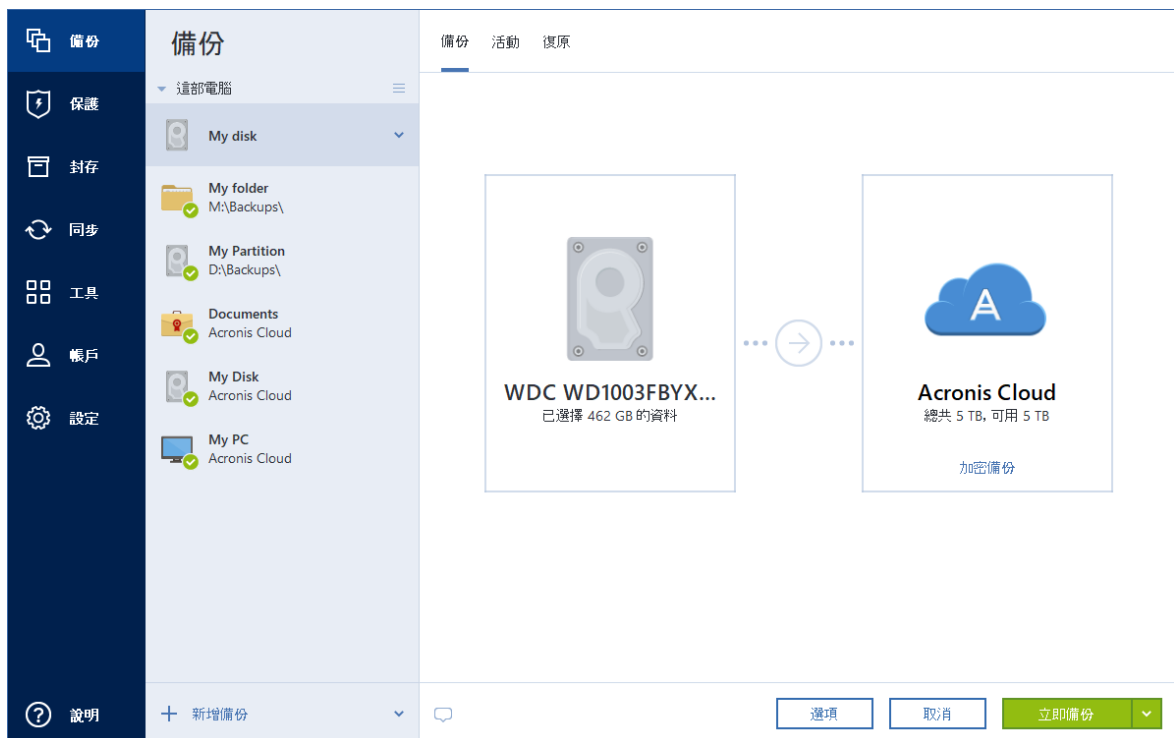 備份
保護
封存
同步
工具
帳戶
設定
說明
備份
這部電腦
My disk
My folder
M:\Backups\
My Partition
D:\Backups\
Documents
Acronis Cloud
My Disk
Acronis Cloud
My PC
Acronis Cloud
新增備份
備份 活動 復原
WDC WD1003FBYX...
已選擇 462 GB 的資料
Acronis Cloud
總共 5 TB, 可用 5 TB
加密備份
選項 取消 立即備份